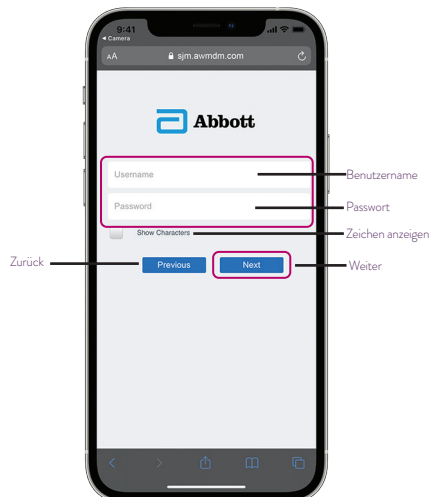 9:41
Camera
AA sjm.awmdm.com
Abbott
Username
Benutzername
Password
Passwort
Show Characters
Zeichen anzeigen
Zurück
Previous
Next
Weiter